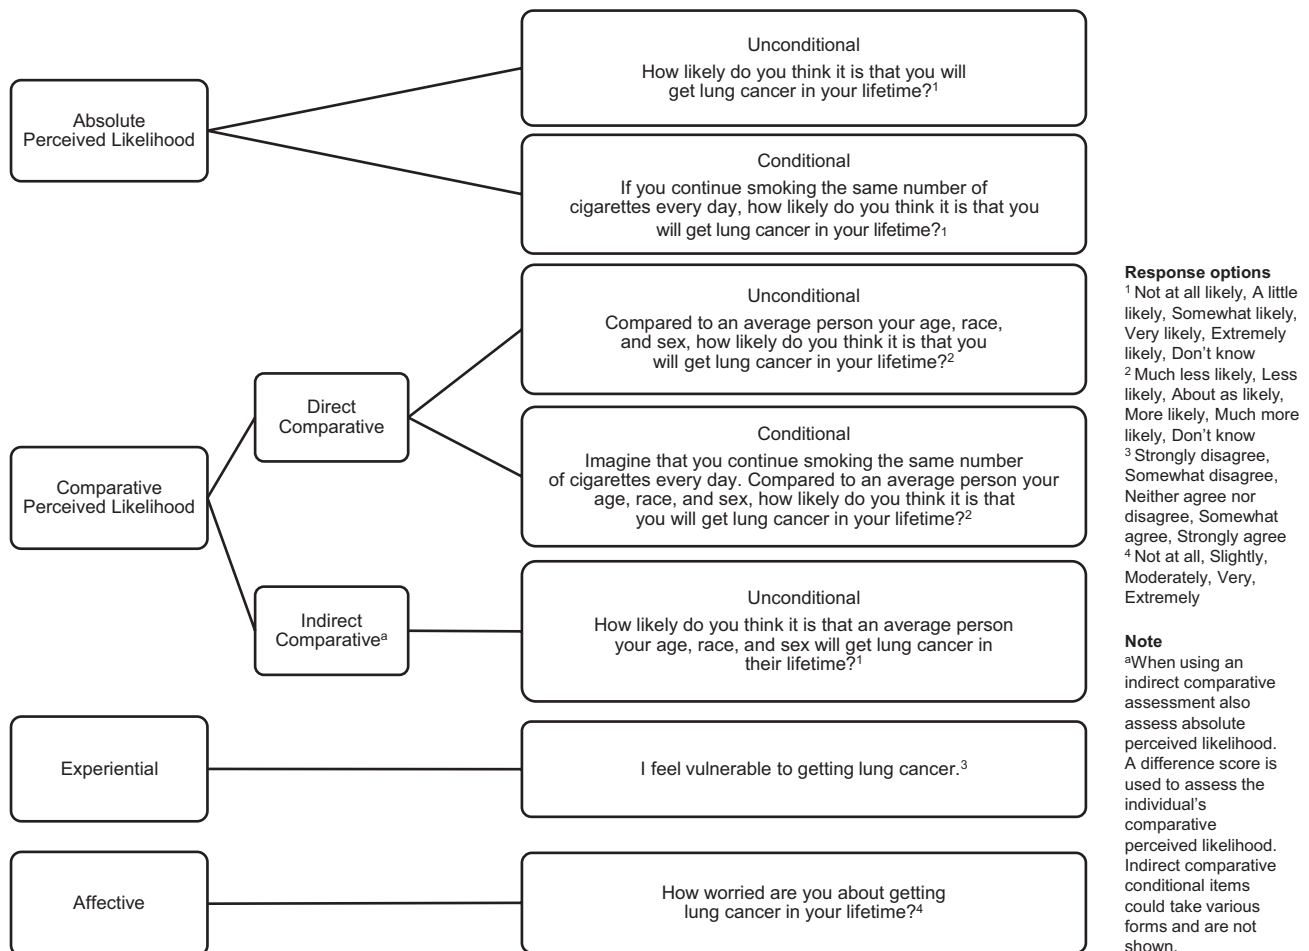 Absolute
Perceived Likelihood
Unconditional
How likely do you think it is that you will
get lung cancer in your lifetime?¹
Conditional
If you continue smoking the same number of
cigarettes every day, how likely do you think it is that you
will get lung cancer in your lifetime?₁
Comparative
Perceived Likelihood
Direct
Comparative
Unconditional
Compared to an average person your age, race,
and sex, how likely do you think it is that you
will get lung cancer in your lifetime?²
Conditional
Imagine that you continue smoking the same number
of cigarettes every day. Compared to an average person your
age, race, and sex, how likely do you think it is that
you will get lung cancer in your lifetime?²
Indirect
Comparativeᵃ
Unconditional
How likely do you think it is that an average person
your age, race, and sex will get lung cancer in
their lifetime?¹
Experiential
I feel vulnerable to getting lung cancer.³
Affective
How worried are you about getting
lung cancer in your lifetime?⁴
Response options
¹ Not at all likely, A little
likely, Somewhat likely,
Very likely, Extremely
likely, Don’t know
² Much less likely, Less
likely, About as likely,
More likely, Much more
likely, Don’t know
³ Strongly disagree,
Somewhat disagree,
Neither agree nor
disagree, Somewhat
agree, Strongly agree
⁴ Not at all, Slightly,
Moderately, Very,
Extremely
Note
ᵃWhen using an
indirect comparative
assessment also
assess absolute
perceived likelihood.
A difference score is
used to assess the
individual’s
comparative
perceived likelihood.
Indirect comparative
conditional items
could take various
forms and are not
shown.